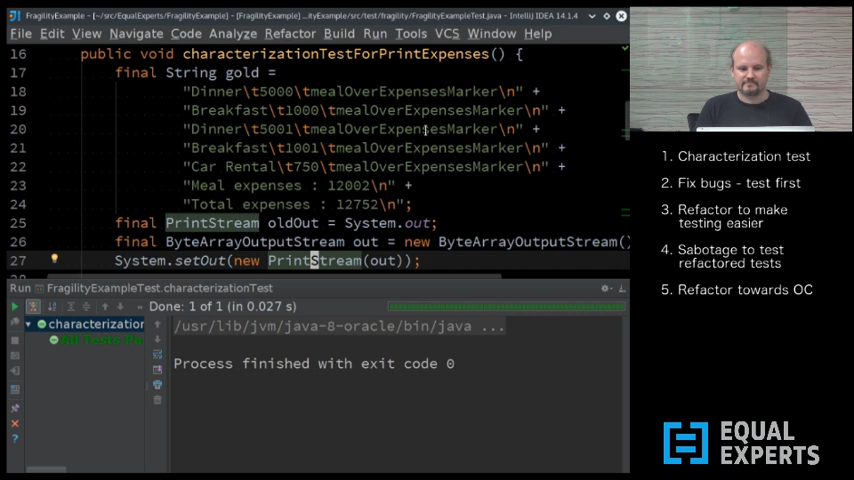 FragilityExample - [~/src/EqualExperts/FragilityExample] - [FragilityExample] - .../ityExample/src/test/fragility/FragilityExampleTest.java - IntelliJ IDEA 14.1.4
File Edit View Navigate Code Analyze Refactor Build Run Tools VCS Window Help
16 public void characterizationTestForPrintExpenses() {
17 final String gold =
18 "Dinner\t5000\tmealOverExpensesMarker\n" +
19 "Breakfast\t1000\tmealOverExpensesMarker\n" +
20 "Dinner\t5001\tmealOverExpensesMarker\n" +
21 "Breakfast\t1001\tmealOverExpensesMarker\n" +
22 "Car Rental\t750\tmealOverExpensesMarker\n" +
23 "Meal expenses : 12002\n" +
24 "Total expenses : 12752\n";
25 final PrintStream oldOut = System.out;
26 final ByteArrayOutputStream out = new ByteArrayOutputStream()
27 System.setOut(new PrintStream(out));
Run FragilityExampleTest.characterizationTest
Done: 1 of 1 (in 0.027 s)
characterization
All Tests Pa
/usr/lib/jvm/java-8-oracle/bin/java ...
Process finished with exit code 0
1. Characterization test
2. Fix bugs - test first
3. Refactor to make
testing easier
4. Sabotage to test
refactored tests
5. Refactor towards OC
EQUAL
EXPERTS